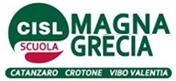 CISL
SCUOLA
MAGNA
GRECIA
CATANZARO CROTONE VIBO VALENTIA